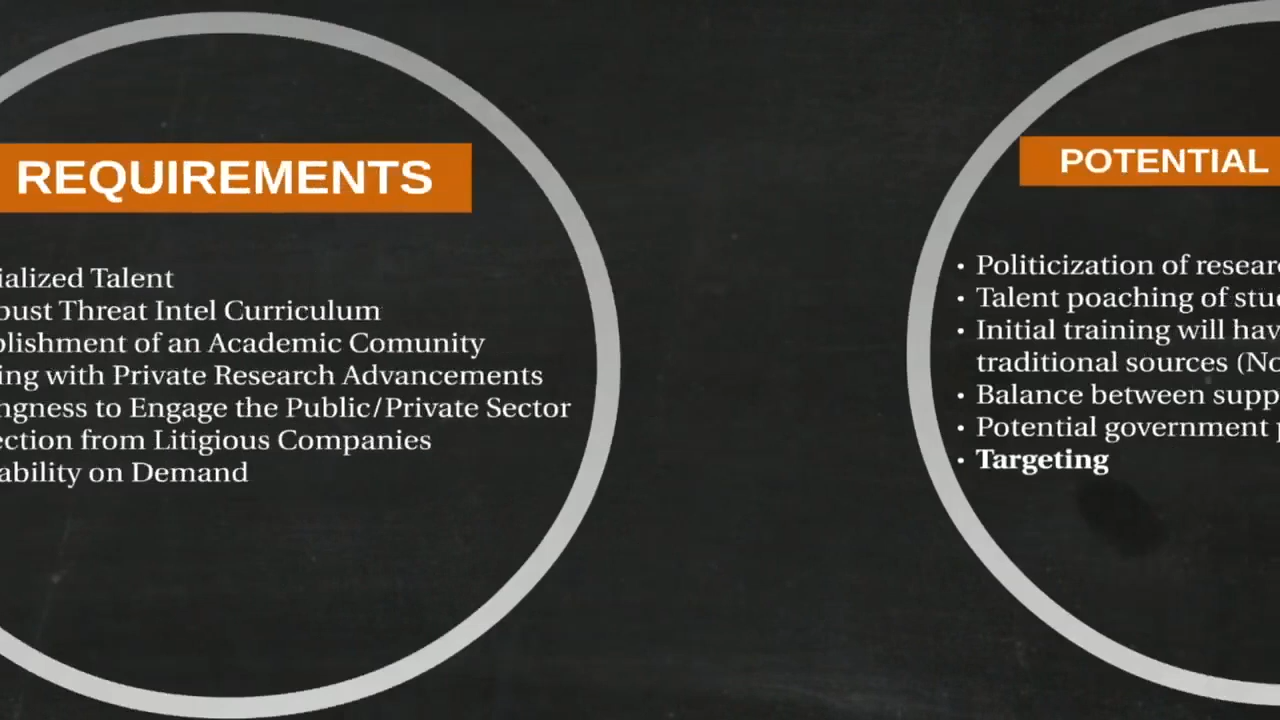 REQUIREMENTS
ialized Talent
bust Threat Intel Curriculum
blishment of an Academic Comunity
ing with Private Research Advancements
ngness to Engage the Public/Private Sector
ection from Litigious Companies
ability on Demand
POTENTIAL
• Politicization of resear
• Talent poaching of stu
• Initial training will hav
traditional sources (No
• Balance between supp
• Potential government p
• Targeting